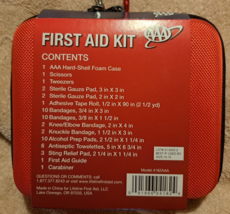 FIRST AID KIT
AAA
CONTENTS
1 AAA Hard-Shell Foam Case
1 Scissors
1 Tweezers
2 Sterile Gauze Pad, 3 in X 3 in
2 Sterile Gauze Pad, 2 in X 2 in
1 Adhesive Tape Roll, 1/2 in X 90 in (2 1/2 yd)
10 Bandages, 3/4 in X 3 in
10 Bandages, 3/8 in X 1 1/2 in
2 Knee/Elbow Bandage, 2 in X 4 in
2 Knuckle Bandage, 1 1/2 in X 3 in
10 Alcohol Prep Pads, 2 1/2 in X 1 1/4 in
6 Antiseptic Towelettes, 5 in X 6 3/4 in
3 Sting Relief Pad, 2 1/4 in X 1 1/4 in
1 First Aid Guide
1 Carabiner
QUESTIONS/COMMENTS?